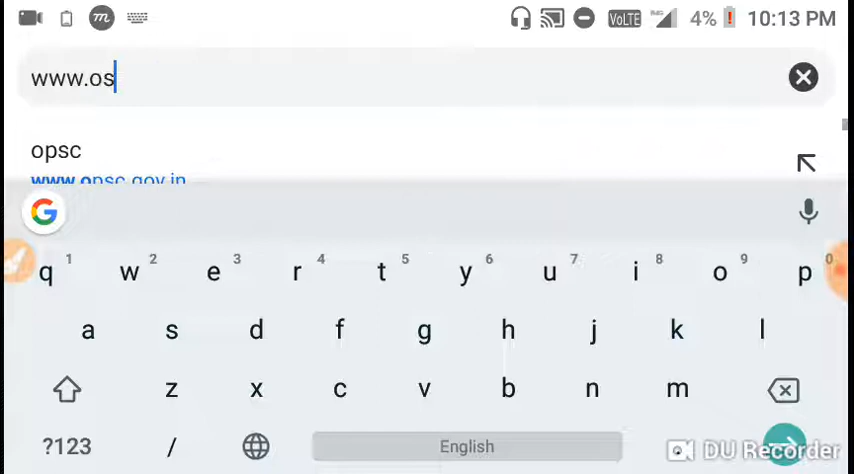 VoLTE 4% 10:13 PM
www.os
opsc
www.opsc.gov.in
G
q 1 w 2 e 3 r 4 t 5 y 6 u 7 i 8 o 9 p 0
a s d f g h j k l
z x c v b n m
?123 / English DU Recorder